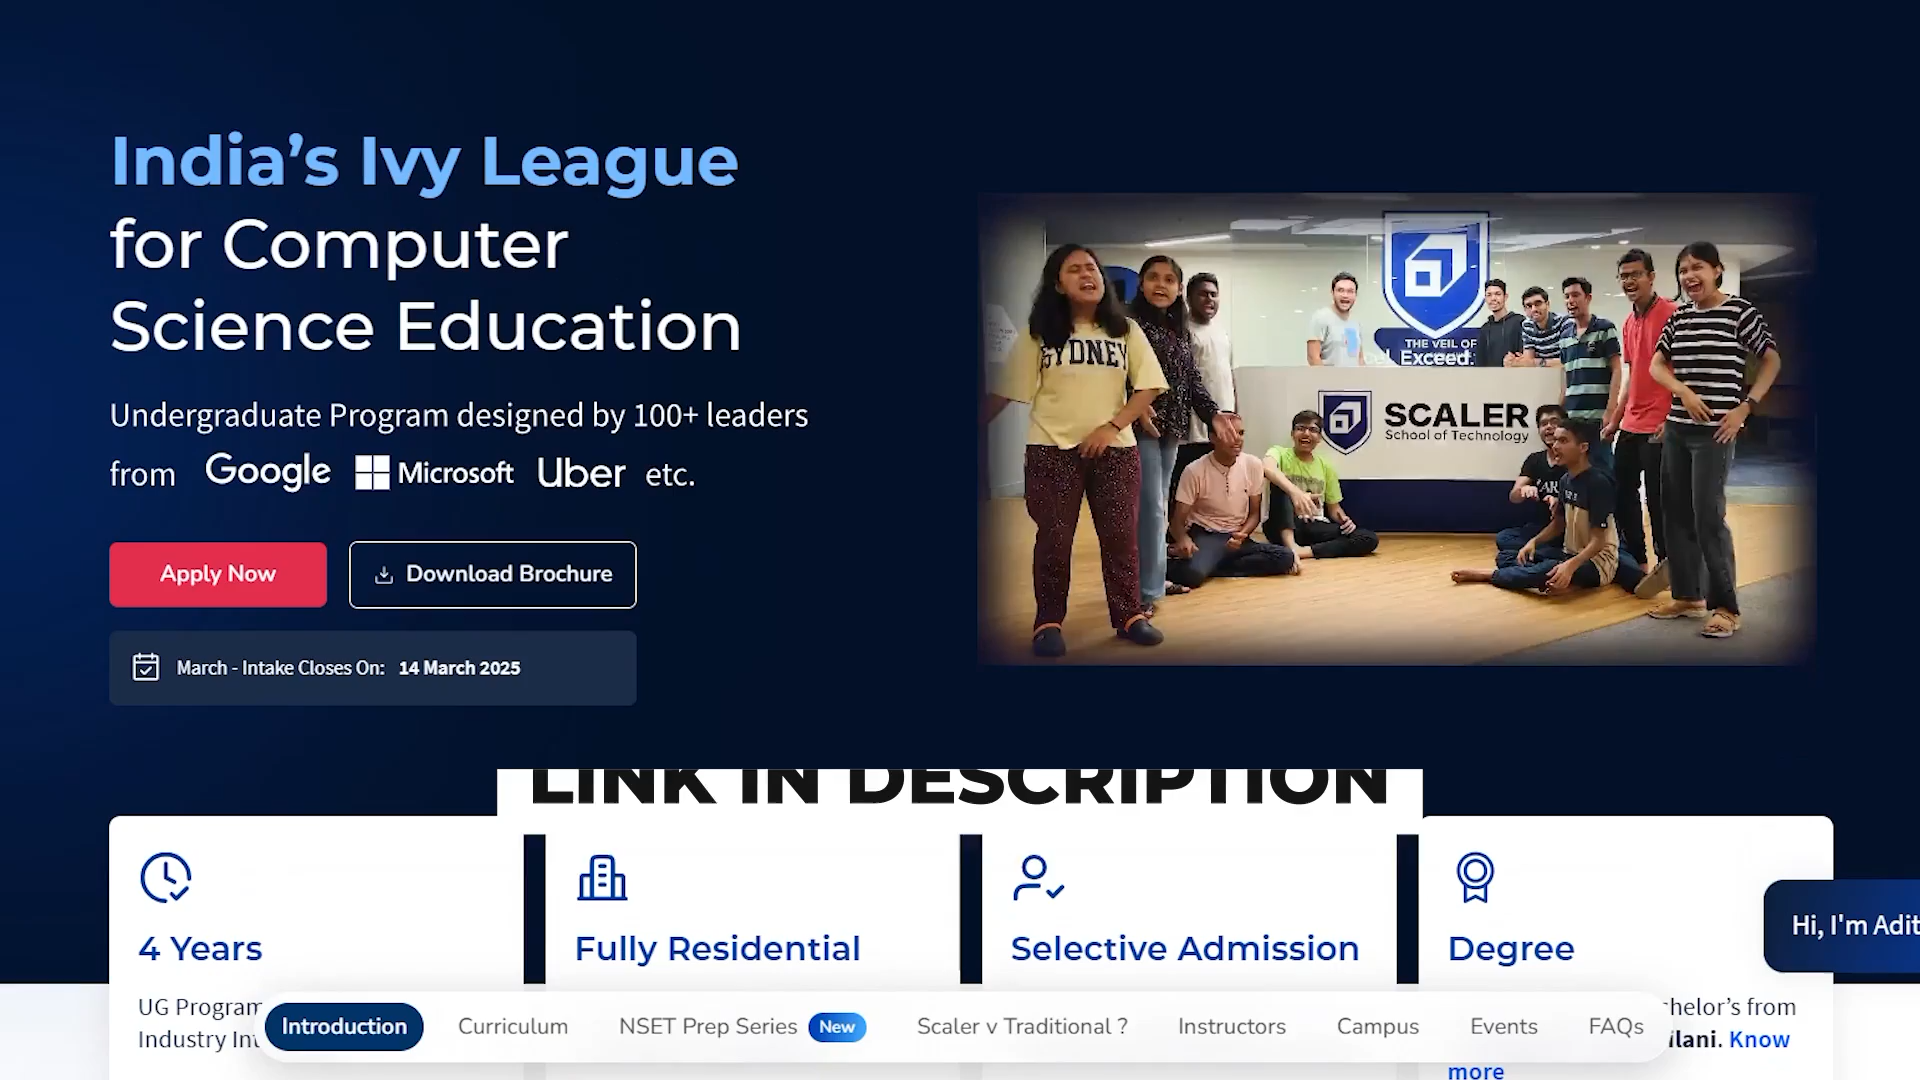 India’s Ivy League
for Computer
Science Education
Undergraduate Program designed by 100+ leaders
from Google Microsoft Uber etc.
Apply Now
Download Brochure
March - Intake Closes On: 14 March 2025
SYDNEY
THE VEIL OF
Exceed.
SCALER
School of Technology
LINK IN DESCRIPTION
4 Years
Fully Residential
Selective Admission
Degree
Hi, I'm Adit
UG Program
Industry
from
Know
more
Introduction
Curriculum
NSET Prep Series New
Scaler v Traditional ?
Instructors
Campus
Events
FAQs